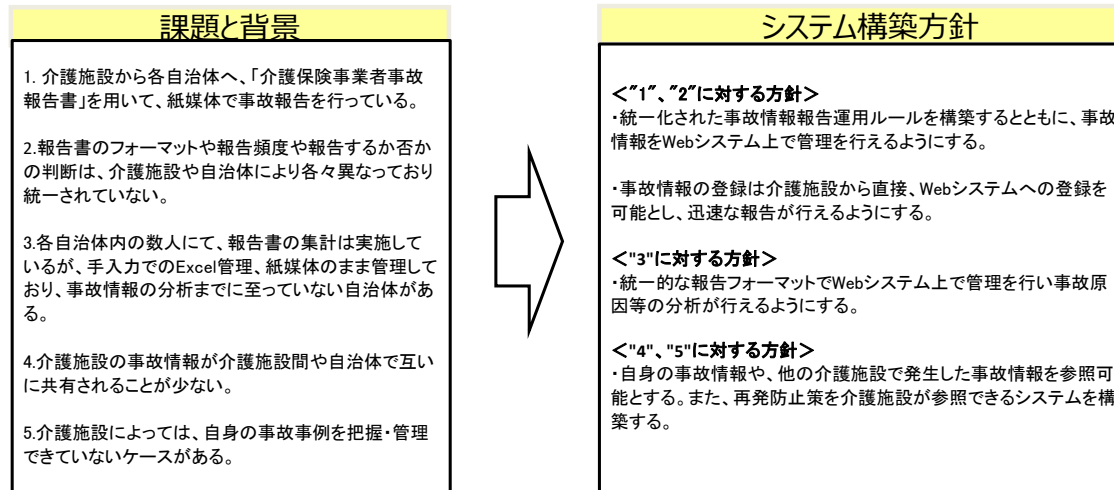 課題と背景
1. 介護施設から各自治体へ、「介護保険事業者事故
報告書」を用いて、紙媒体で事故報告を行っている。
2.報告書のフォーマットや報告頻度や報告するか否か
の判断は、介護施設や自治体により各々異なっており
統一されていない。
3.各自治体内の数人にて、報告書の集計は実施して
いるが、手入力でのExcel管理、紙媒体のまま管理して
おり、事故情報の分析までに至っていない自治体があ
る。
4.介護施設の事故情報が介護施設間や自治体で互い
に共有されることが少ない。
5.介護施設によっては、自身の事故事例を把握・管理
できていないケースがある。
システム構築方針
<"1"、"2"に対する方針>
・統一化された事故情報報告運用ルールを構築するとともに、事故
情報をWebシステム上で管理を行えるようにする。
・事故情報の登録は介護施設から直接、Webシステムへの登録を
可能とし、迅速な報告が行えるようにする。
<"3"に対する方針>
・統一的な報告フォーマットでWebシステム上で管理を行い事故原
因等の分析が行えるようにする。
<"4"、"5"に対する方針>
・自身の事故情報や、他の介護施設で発生した事故情報を参照可
能とする。また、再発防止策を介護施設が参照できるシステムを構
築する。